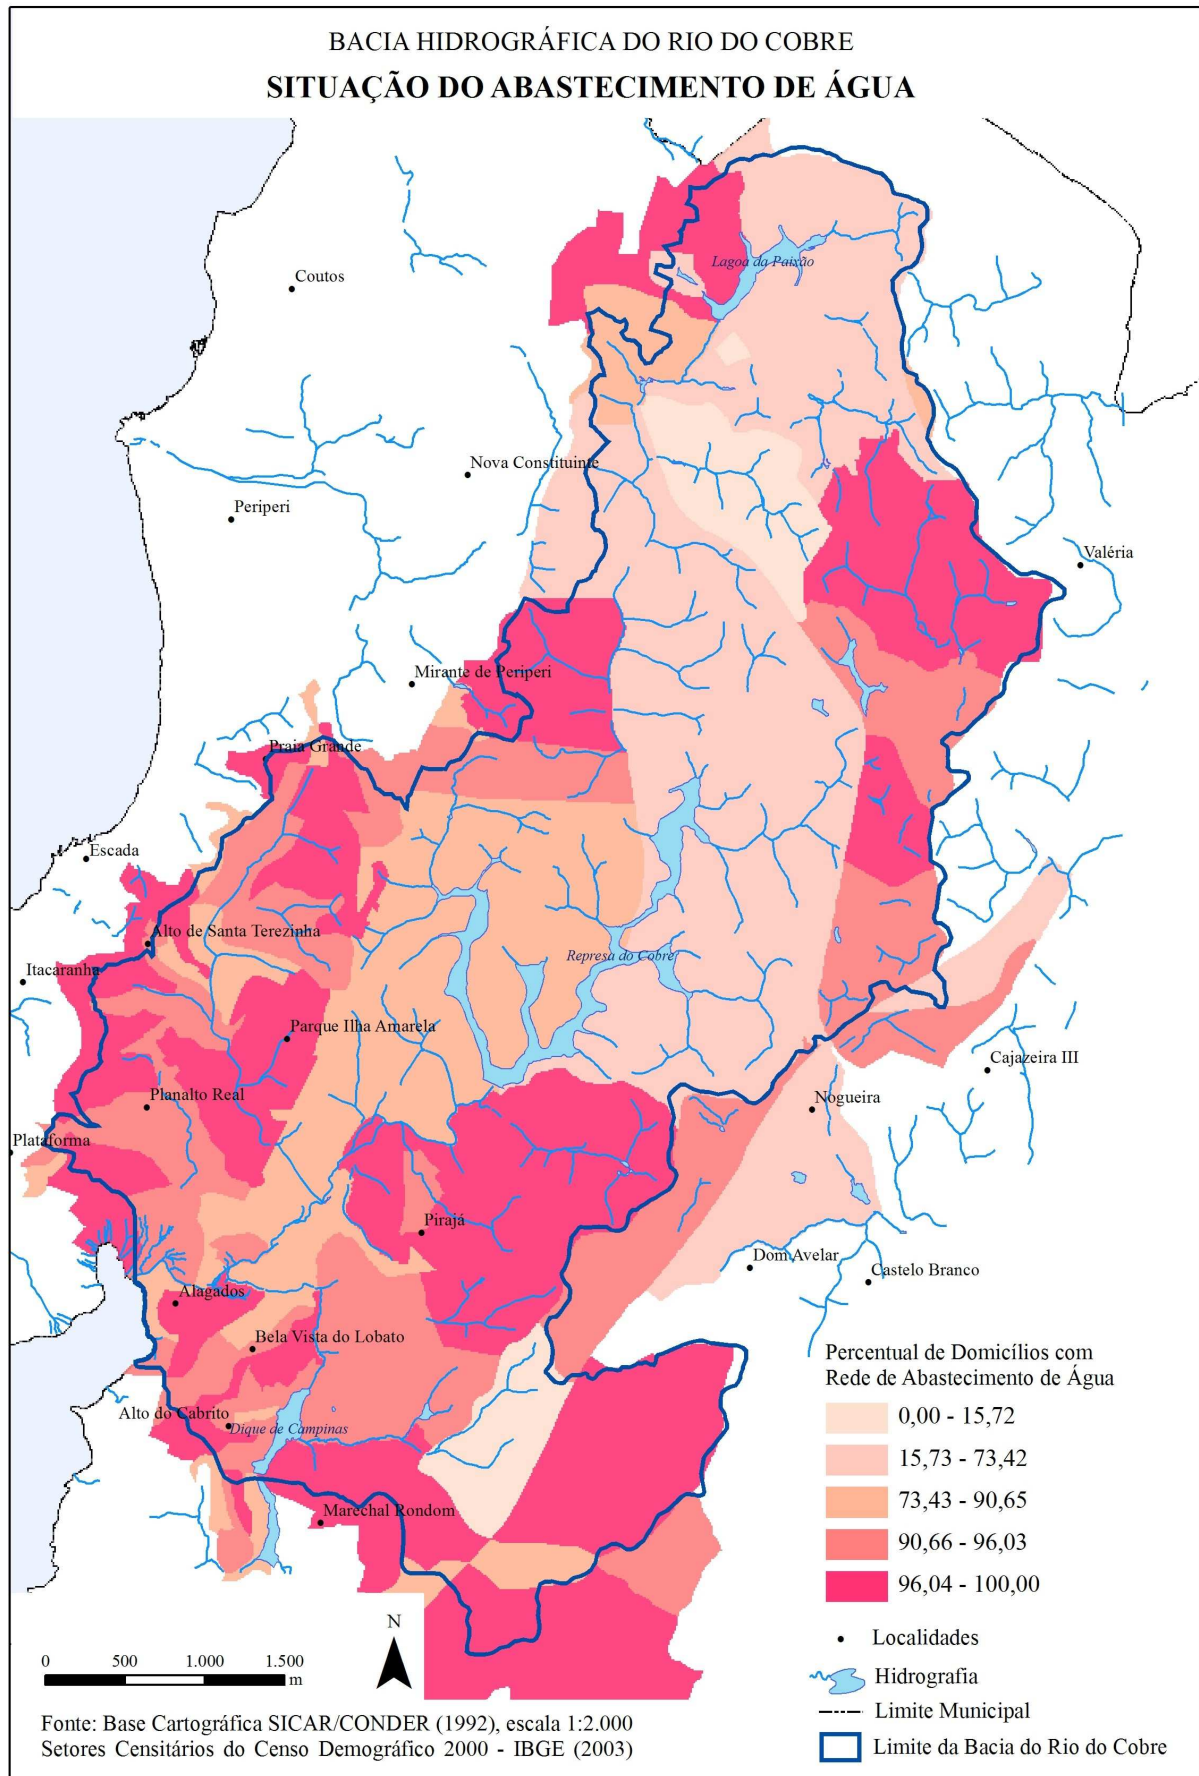 BACIA HIDROGRÁFICA DO RIO DO COBRE
SITUAÇÃO DO ABASTECIMENTO DE ÁGUA
Lagoa da Paixão
Coutos
Nova Constituinte
Periperi
Valéria
Mirante de Periperi
Praia Grande
Escada
Alto de Santa Terezinha
Represa do Cobre
Itacaranha
Parque Ilha Amarela
Cajazeira III
Planalto Real
Nogueira
Plataforma
Pirajá
Dom Avelar
Castelo Branco
Alagados
Bela Vista do Lobato
Alto do Cabrito
Dique de Campinas
Marechal Rondom
Percentual de Domicílios com
Rede de Abastecimento de Água
0,00 - 15,72
15,73 - 73,42
73,43 - 90,65
90,66 - 96,03
96,04 - 100,00
Localidades
Hidrografia
Limite Municipal
Limite da Bacia do Rio do Cobre
N
0 500 1.000 1.500
m
Fonte: Base Cartográfica SICAR/CONDER (1992), escala 1:2.000
Setores Censitários do Censo Demográfico 2000 - IBGE (2003)